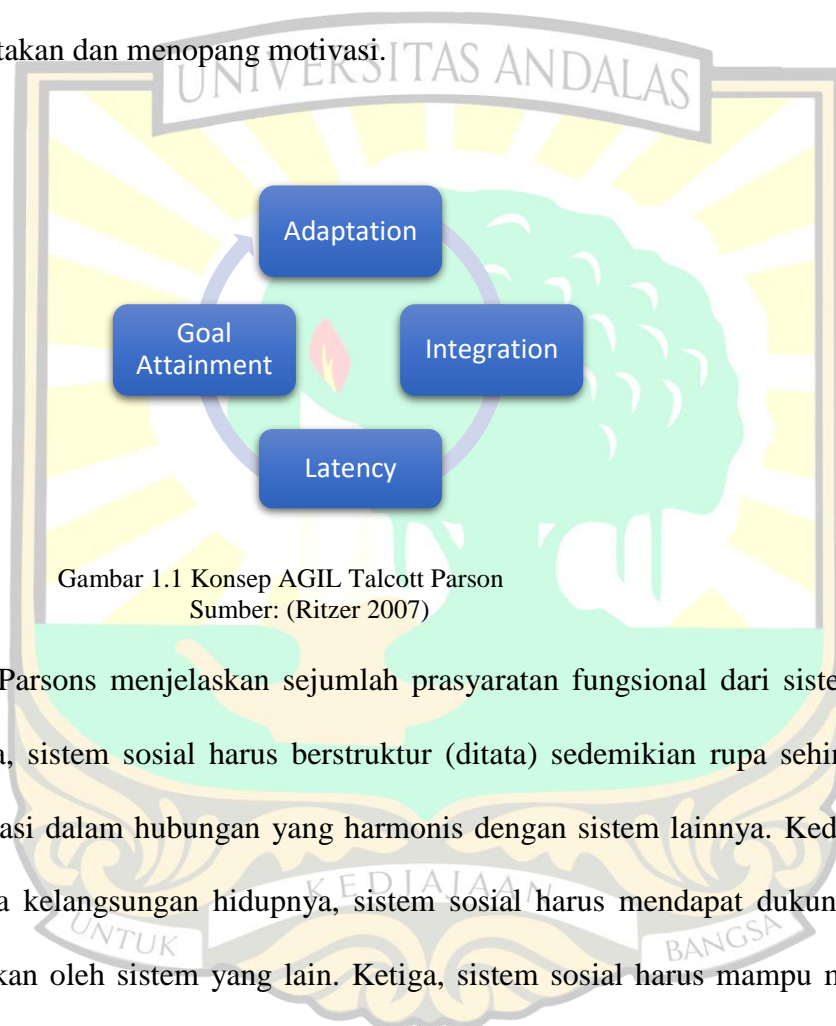 takan dan menopang motivasi.
UNIVERSITAS ANDALAS
Adaptation
Goal
Attainment
Integration
Latency
Gambar 1.1 Konsep AGIL Talcott Parson
Sumber: (Ritzer 2007)
Parsons menjelaskan sejumlah prasyaratan fungsional dari siste
a, sistem sosial harus berstruktur (ditata) sedemikian rupa sehin
asi dalam hubungan yang harmonis dengan sistem lainnya. Ked
a kelangsungan hidupnya, sistem sosial harus mendapat dukun
kan oleh sistem yang lain. Ketiga, sistem sosial harus mampu m
UNTUK KEDJAJAAN BANGSA